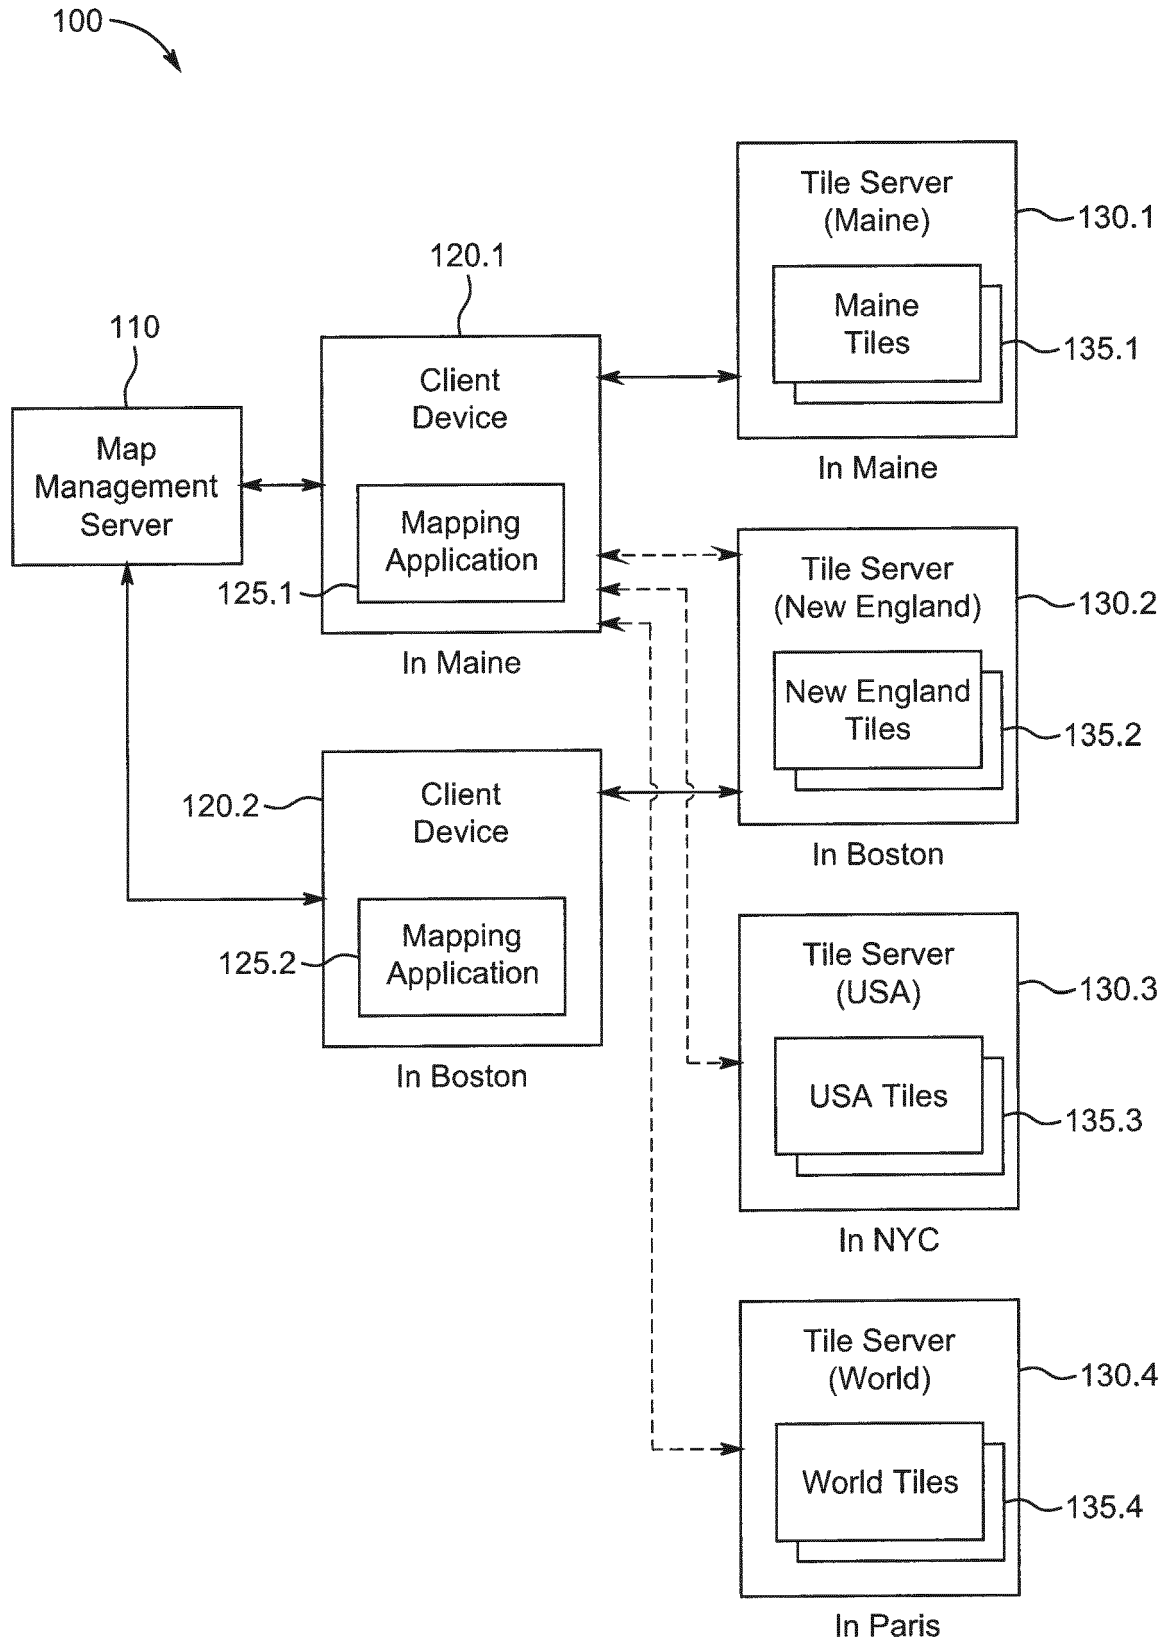 100
110
Map
Management
Server
120.1
Client
Device
Mapping
Application
125.1
In Maine
120.2
Client
Device
Mapping
Application
125.2
In Boston
Tile Server
(Maine)
130.1
Maine
Tiles
135.1
In Maine
Tile Server
(New England)
130.2
New England
Tiles
135.2
In Boston
Tile Server
(USA)
130.3
USA Tiles
135.3
In NYC
Tile Server
(World)
130.4
World Tiles
135.4
In Paris